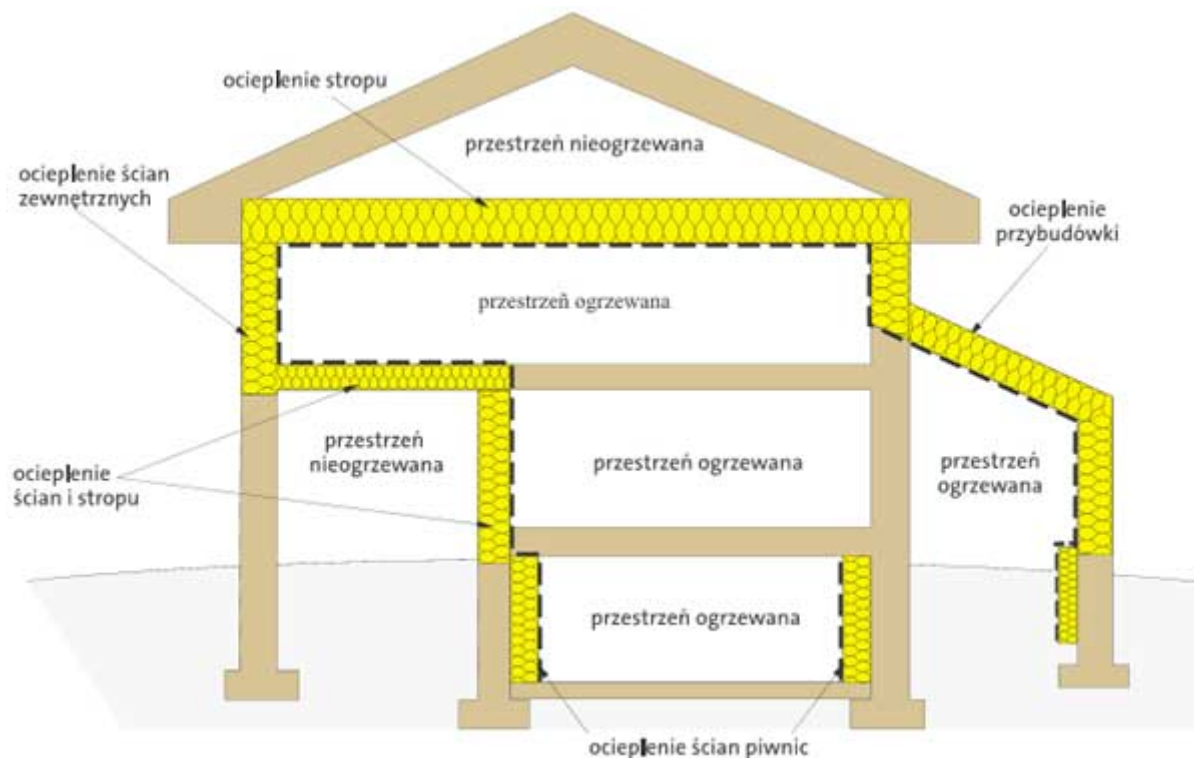 ocieplenie stropu
przestrzeń nieogrzewana
ocieplenie ścian
zewnętrznych
ocieplenie
przybudówki
przestrzeń ogrzewana
przestrzeń
nieogrzewana
przestrzeń ogrzewana
przestrzeń
ogrzewana
ocieplenie
ścian i stropu
przestrzeń ogrzewana
ocieplenie ścian piwnic